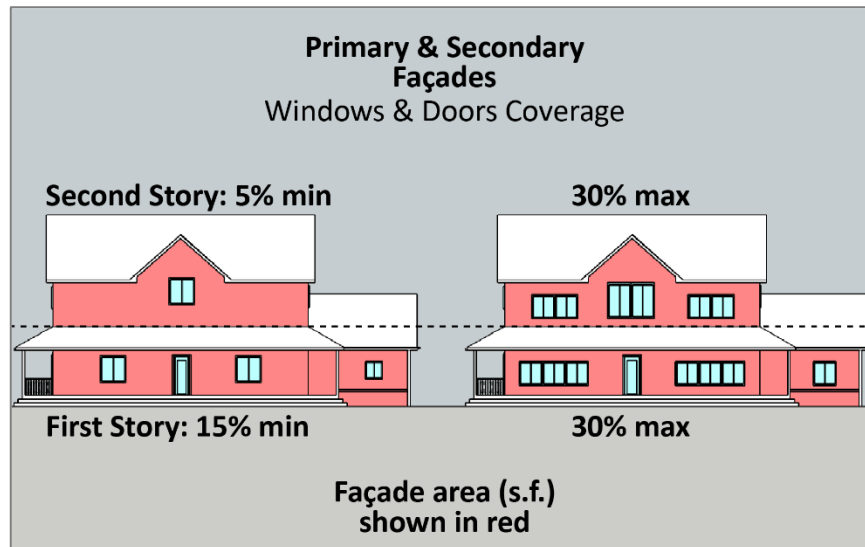 Primary & Secondary
Façades
Windows & Doors Coverage
Second Story: 5% min
30% max
First Story: 15% min
30% max
Façade area (s.f.)
shown in red